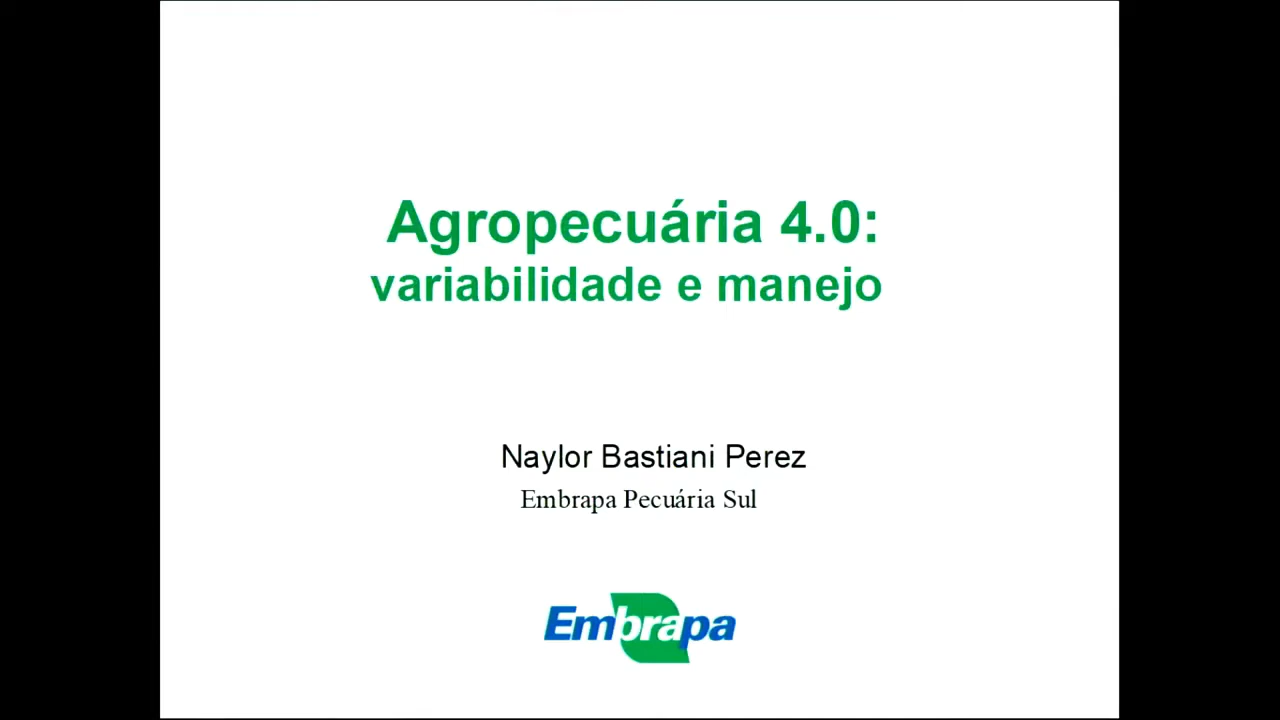 Agropecuária 4.0:
variabilidade e manejo
Naylor Bastiani Perez
Embrapa Pecuária Sul
Embrapa